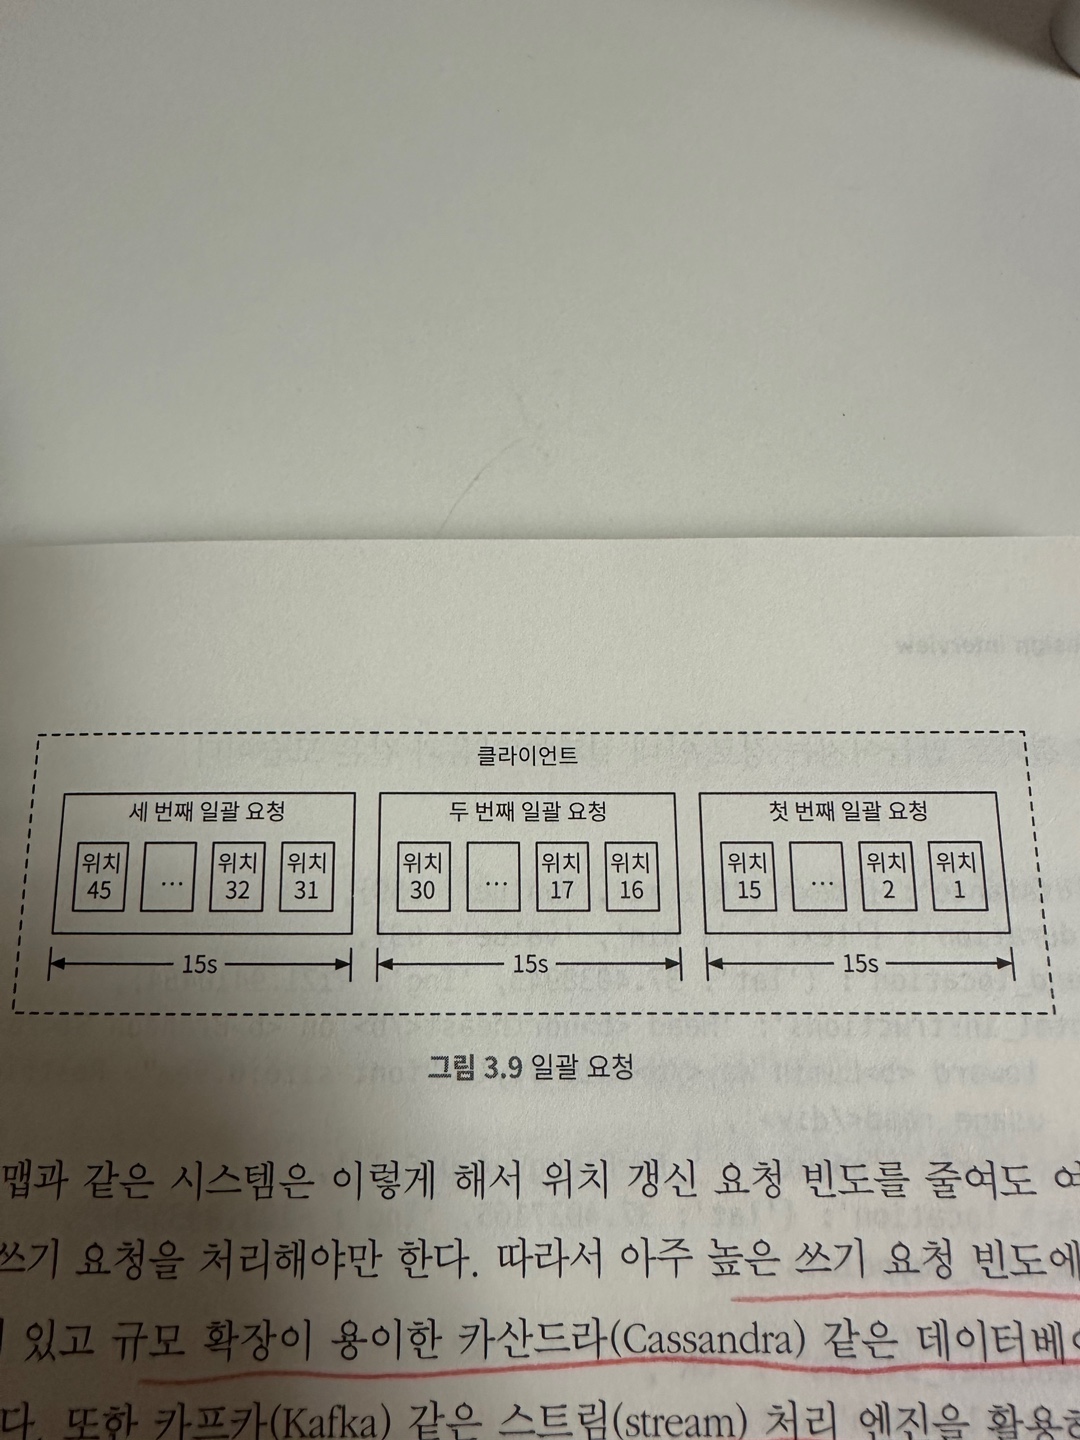 클라이언트
세 번째 일괄 요청 두 번째 일괄 요청 첫 번째 일괄 요청
위치 45 … 위치 32 위치 31 위치 30 … 위치 17 위치 16 위치 15 … 위치 2 위치 1
15s 15s 15s
그림 3.9 일괄 요청
맵과 같은 시스템은 이렇게 해서 위치 갱신 요청 빈도를 줄여도
쓰기 요청을 처리해야만 한다. 따라서 아주 높은 쓰기 요청 빈도에
있고 규모 확장이 용이한 카산드라(Cassandra) 같은 데이터베
다. 또한 카프카(Kafka) 같은 스트림(stream) 처리 엔진을